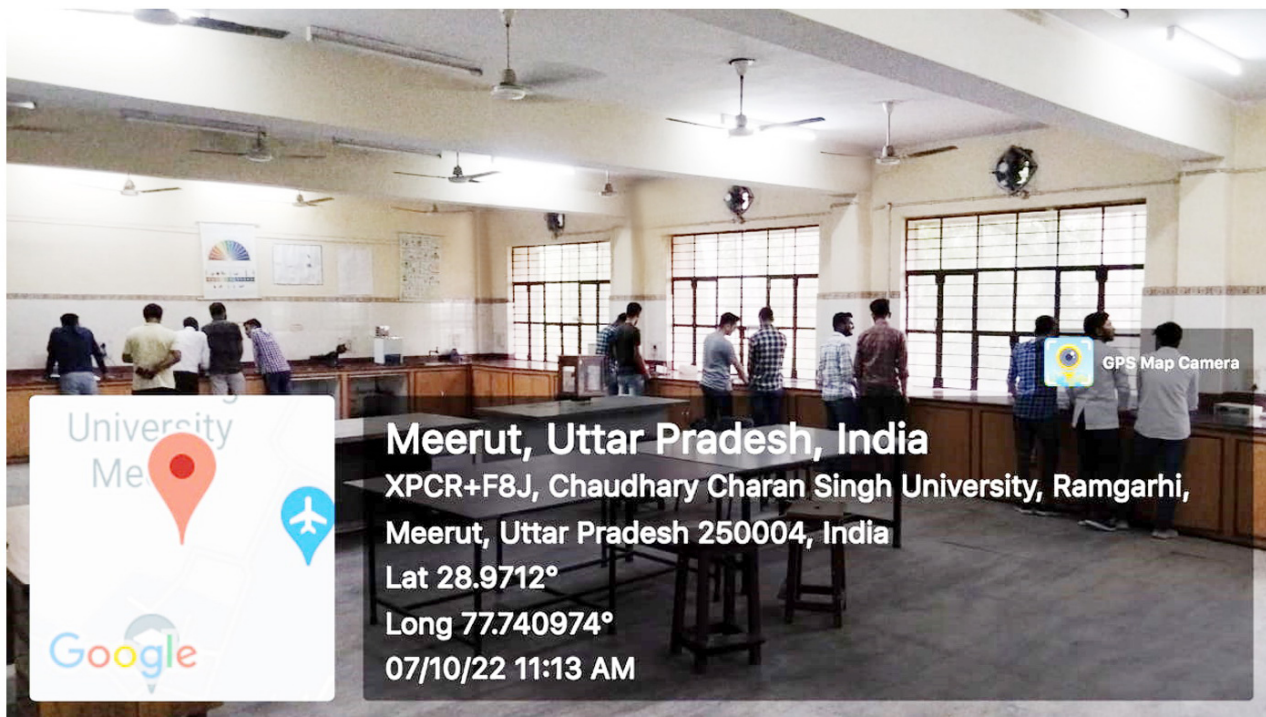 GPS Map Camera
University
Me
Google
Meerut, Uttar Pradesh, India
XPCR+F8J, Chaudhary Charan Singh University, Ramgarhi,
Meerut, Uttar Pradesh 250004, India
Lat 28.9712°
Long 77.740974°
07/10/22 11:13 AM